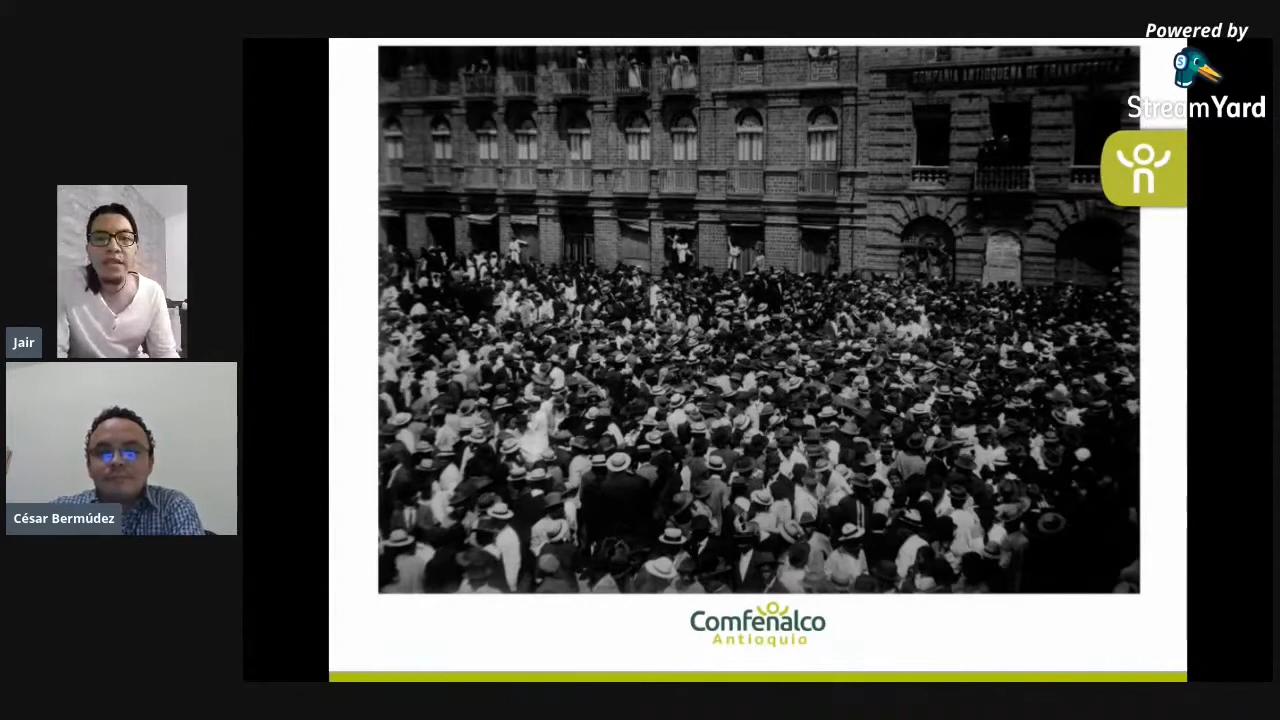 Powered by
StreamYard
COMPAÑIA ANTIOQUEÑA DE TRANSPORTES
Jair
César Bermúdez
Comfenalco
Antioquia